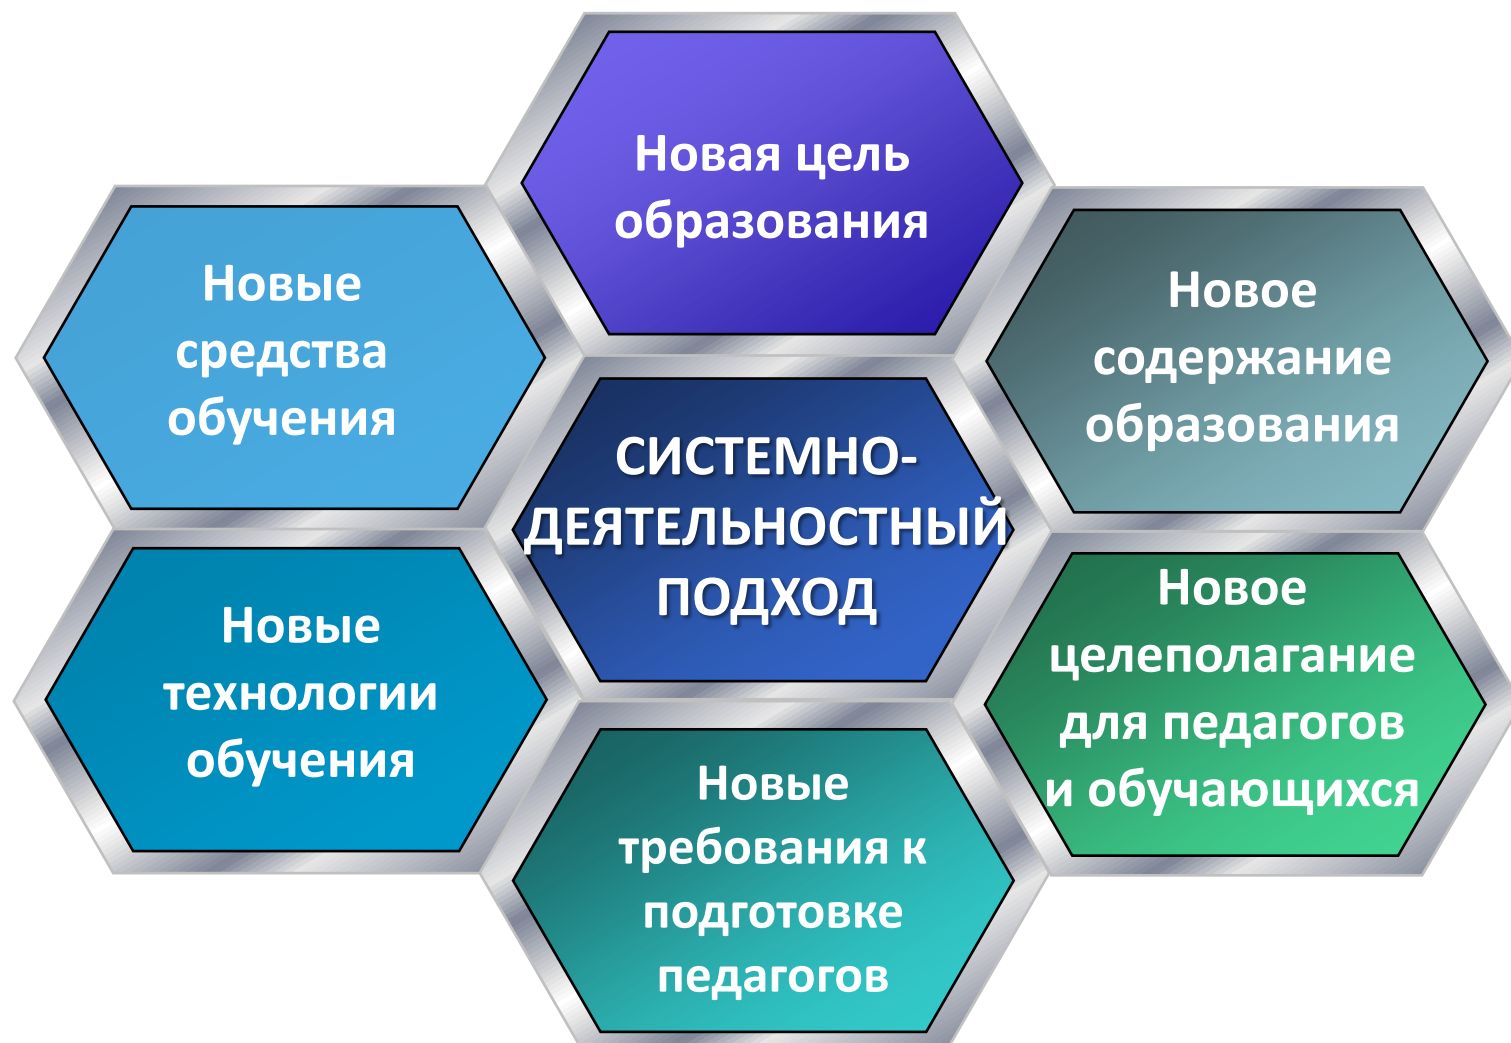 Новая цель
образования
Новые
средства
обучения
Новое
содержание
образования
СИСТЕМНО-
ДЕЯТЕЛЬНОСТНЫЙ
ПОДХОД
Новые
технологии
обучения
Новое
целеполагание
для педагогов
и обучающихся
Новые
требования к
подготовке
педагогов